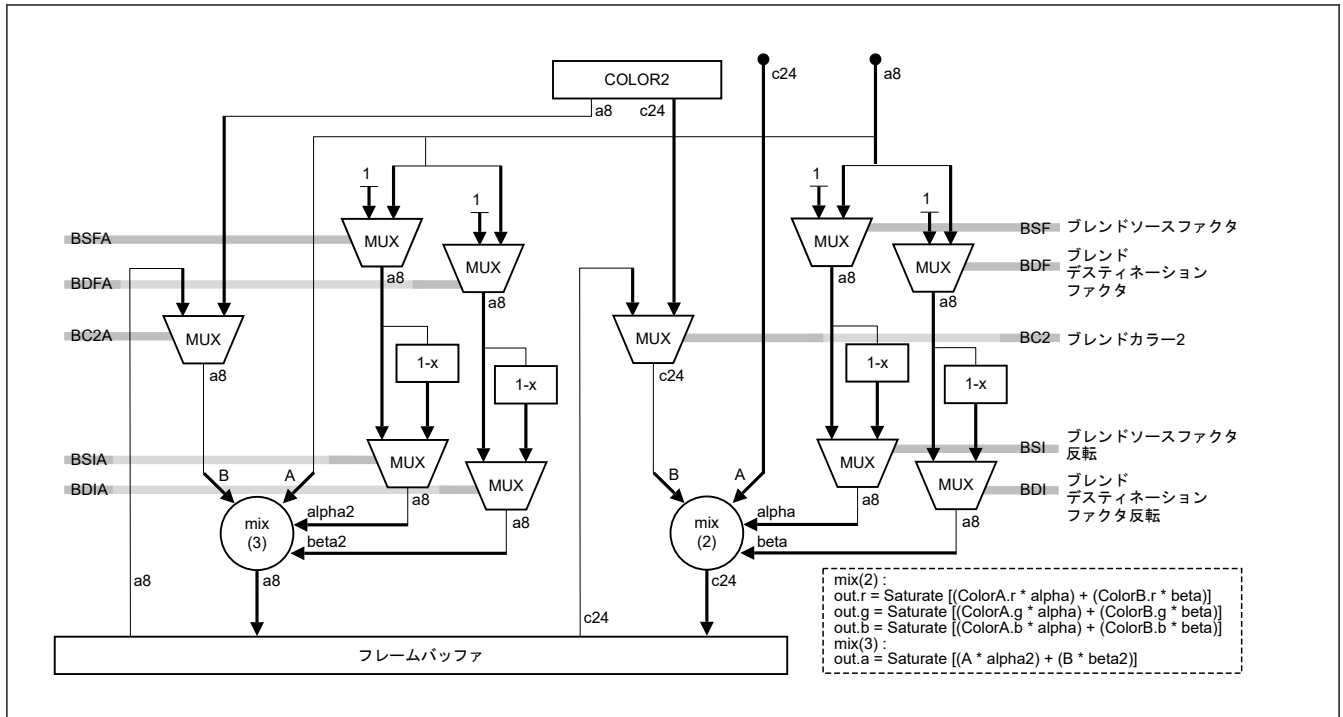 COLOR2
a8
c24
c24
a8
1
1
1
1
MUX
MUX
MUX
MUX
a8
a8
a8
a8
BSFA
BDFA
BC2A
BSF ブレンドソースファクタ
BDF ブレンド
デスティネーション
ファクタ
MUX
a8
MUX
c24
BC2 ブレンドカラー2
1-x
1-x
1-x
1-x
BSIA
BDIA
MUX
a8
MUX
a8
MUX
a8
MUX
a8
BSI ブレンドソースファクタ
反転
BDI ブレンド
デスティネーション
ファクタ反転
B
A
B
A
mix
(3)
alpha2
beta2
a8
mix
(2)
alpha
beta
c24
a8
c24
フレームバッファ
mix(2) :
out.r = Saturate [(ColorA.r * alpha) + (ColorB.r * beta)]
out.g = Saturate [(ColorA.g * alpha) + (ColorB.g * beta)]
out.b = Saturate [(ColorA.b * alpha) + (ColorB.b * beta)]
mix(3) :
out.a = Saturate [(A * alpha2) + (B * beta2)]